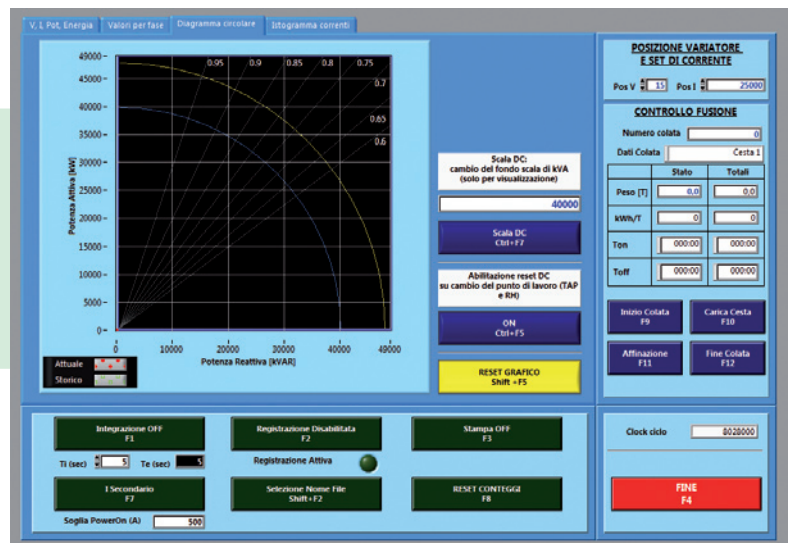 V, I, Pot, Energia
Valori per fase
Diagramma circolare
Istogramma correnti
49000
45000
40000
35000
30000
25000
20000
15000
10000
5000
0
Potenza Attiva [kW]
0.95
0.9
0.85
0.8
0.75
0.7
0.65
0.6
0
10000
20000
30000
40000
49000
Potenza Reattiva [kVAR]
Attuale
Storico
Scala DC:
cambio del fondo scala di kVA
(solo per visualizzazione)
40000
Scala DC
Ctrl+F7
Abilitazione reset DC
su cambio del punto di lavoro (TAP
e RH)
ON
Ctrl+F5
RESET GRAFICO
Shift +F5
POSIZIONE VARIATORE
E SET DI CORRENTE
Pos V 15 Pos I 25000
CONTROLLO FUSIONE
Numero colata 0
Dati Colata Cesta 1
Stato Totali
Peso [T] 0,0 0,0
kWh/T 0 0
Ton 000:00 000:00
Toff 000:00 000:00
Inizio Colata
F9
Carica Cesta
F10
Affinazione
F11
Fine Colata
F12
Integrazione OFF
F1
Registrazione Disabilitata
F2
Stampa OFF
F3
Ti (sec) 5 Te (sec) 5
Registrazione Attiva
I Secondario
F7
Selezione Nome File
Shift+F2
RESET CONTEGGI
F8
Soglia PowerOn (A) 500
Clock ciclo 8028000
FINE
F4